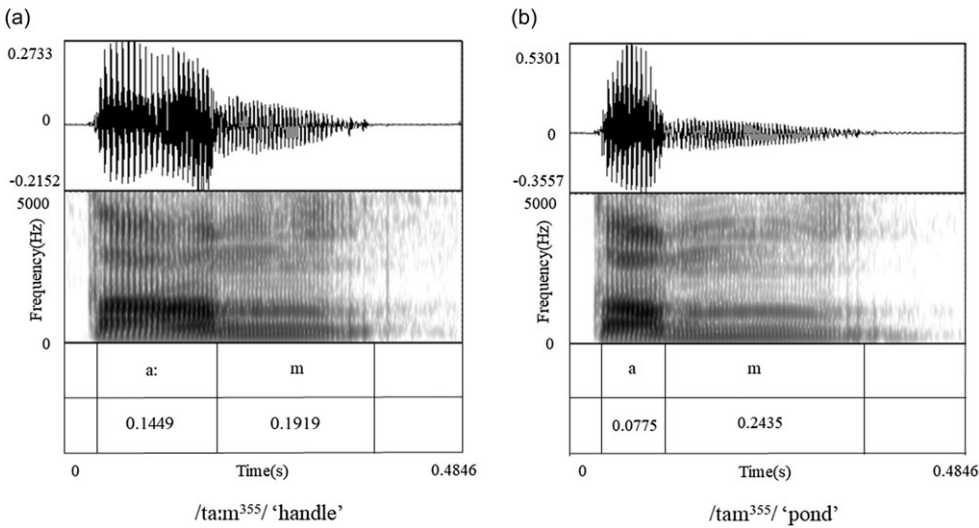 (a)
0.2733
0
-0.2152
5000
Frequency(Hz)
0
a: m
0.1449 0.1919
0 Time(s) 0.4846
/ta:m³⁵⁵/ ‘handle’
(b)
0.5301
0
-0.3557
5000
Frequency(Hz)
0
a m
0.0775 0.2435
0 Time(s) 0.4846
/tam³⁵⁵/ ‘pond’